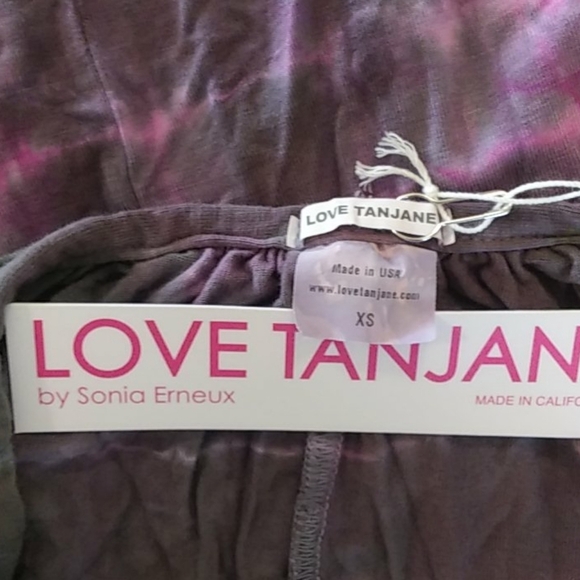 LOVE TANJANE
Made in USA
www.lovetanjane.com
XS
LOVE TANJAN
by Sonia Erneux
MADE IN CALIFO